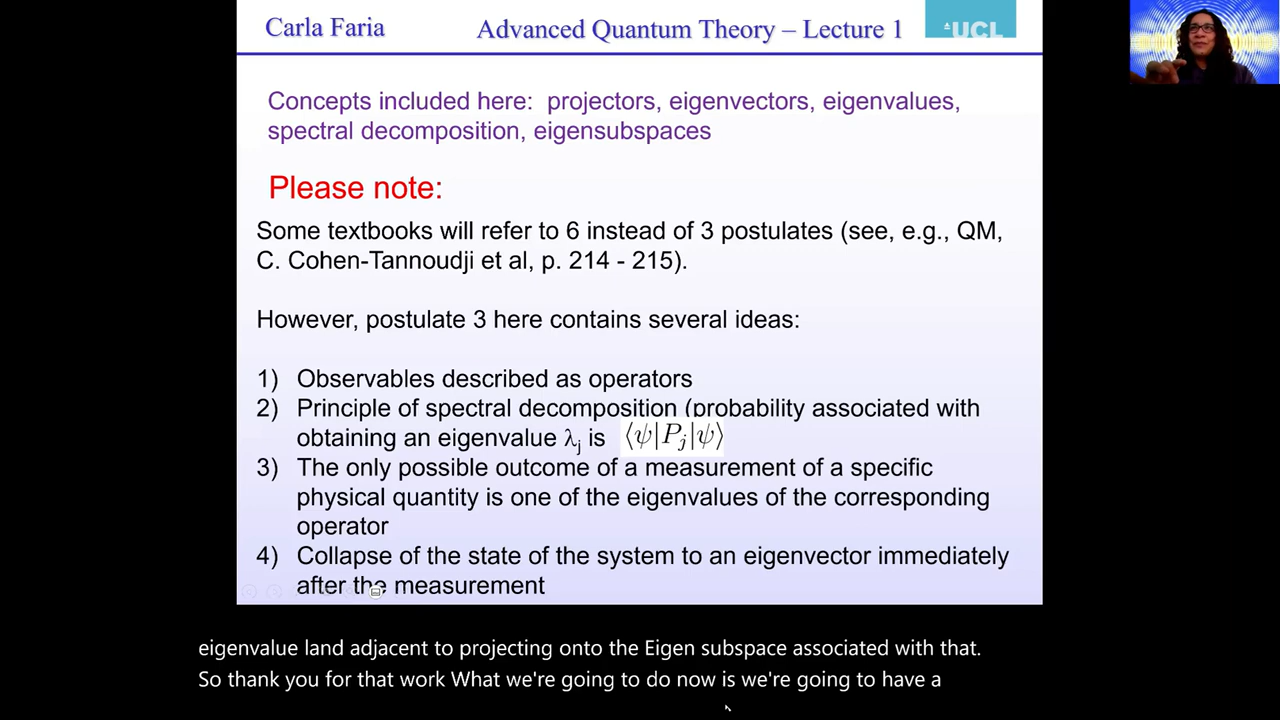 Carla Faria
Advanced Quantum Theory – Lecture 1
UCL
Concepts included here: projectors, eigenvectors, eigenvalues,
spectral decomposition, eigensubspaces
Please note:
Some textbooks will refer to 6 instead of 3 postulates (see, e.g., QM,
C. Cohen-Tannoudji et al, p. 214 - 215).
However, postulate 3 here contains several ideas:
1) Observables described as operators
2) Principle of spectral decomposition (probability associated with
obtaining an eigenvalue λj is ⟨ψ|Pj|ψ⟩
3) The only possible outcome of a measurement of a specific
physical quantity is one of the eigenvalues of the corresponding
operator
4) Collapse of the state of the system to an eigenvector immediately
after the measurement
eigenvalue land adjacent to projecting onto the Eigen subspace associated with that.
So thank you for that work What we're going to do now is we're going to have a